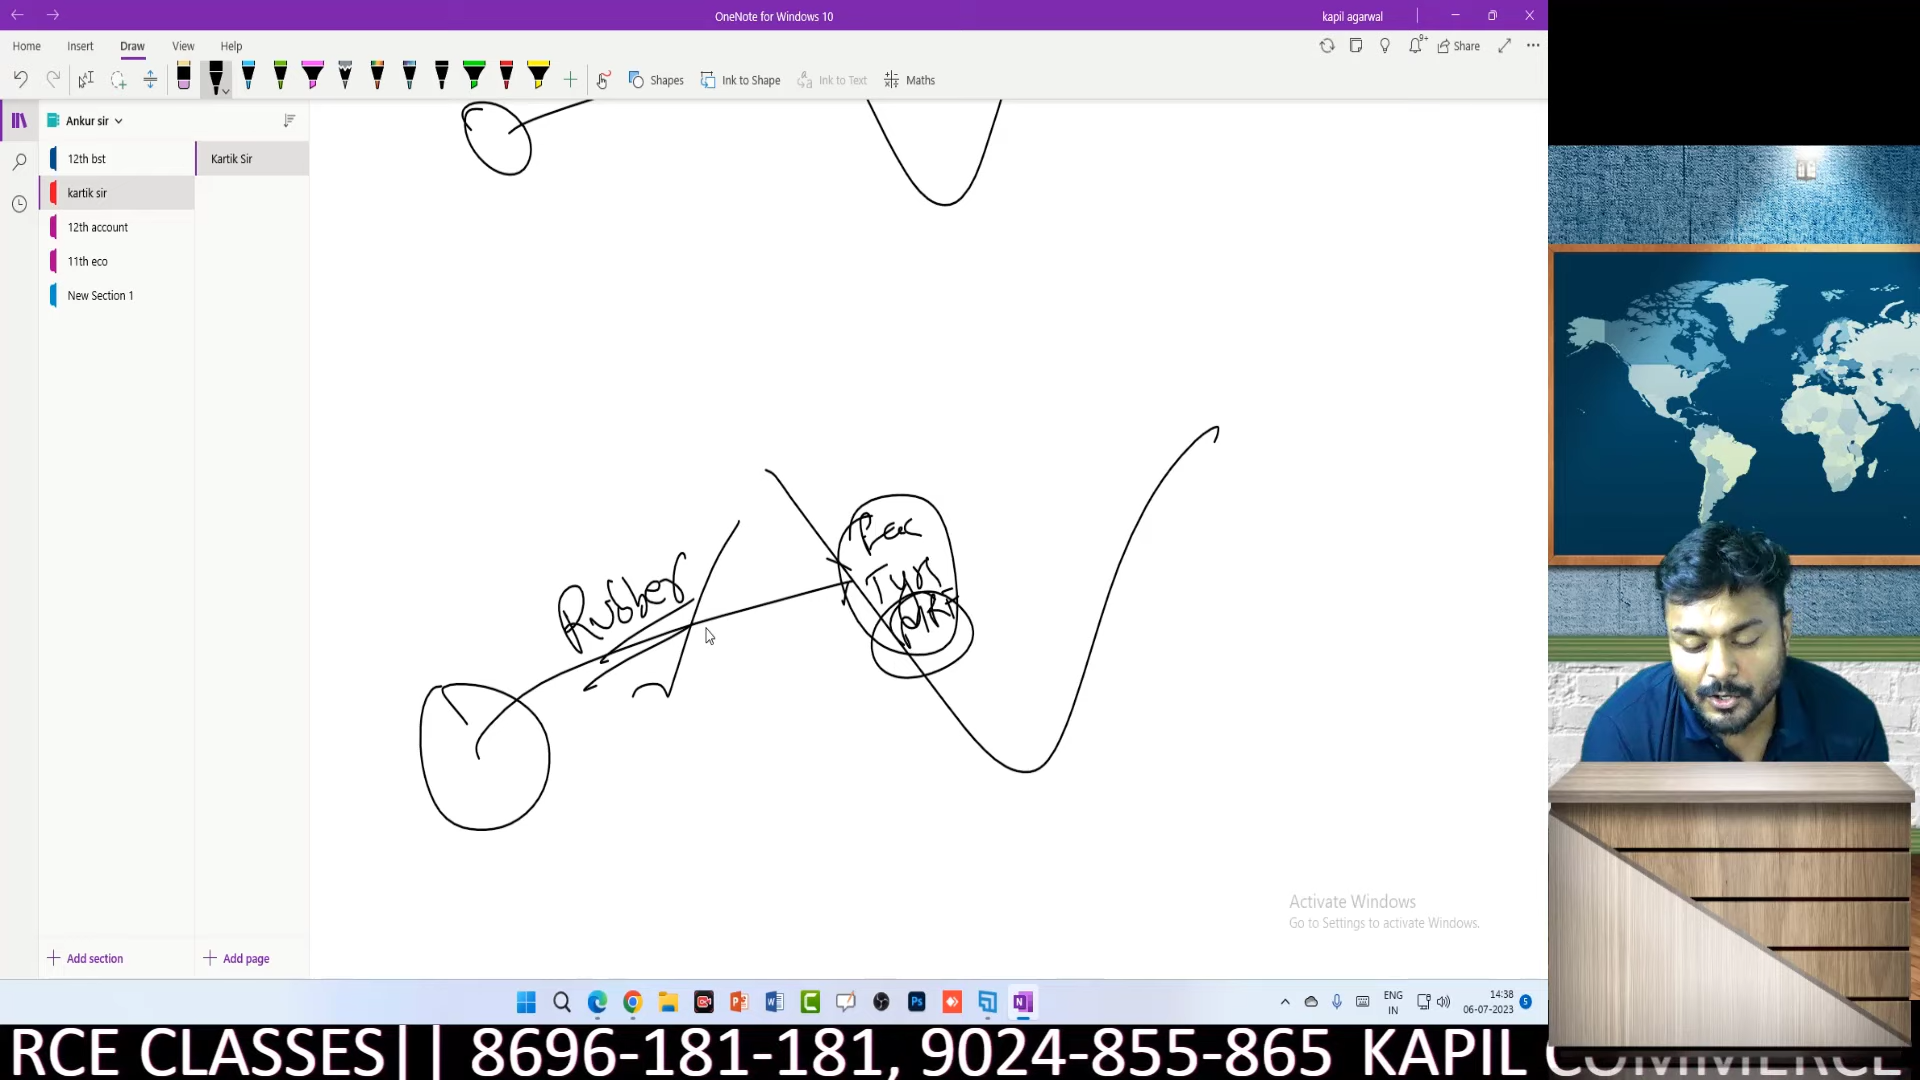 OneNote for Windows 10
kapil agarwal
Home Insert Draw View Help
9+ Share
Shapes Ink to Shape Ink to Text Maths
Ankur sir
12th bst
kartik sir
12th account
11th eco
New Section 1
Kartik Sir
Rubber
MRF
Activate Windows
Go to Settings to activate Windows.
Add section
Add page
ENG
IN
14:38
06-07-2023
5
RCE CLASSES|| 8696-181-181, 9024-855-865 KAPIL COMMERCE